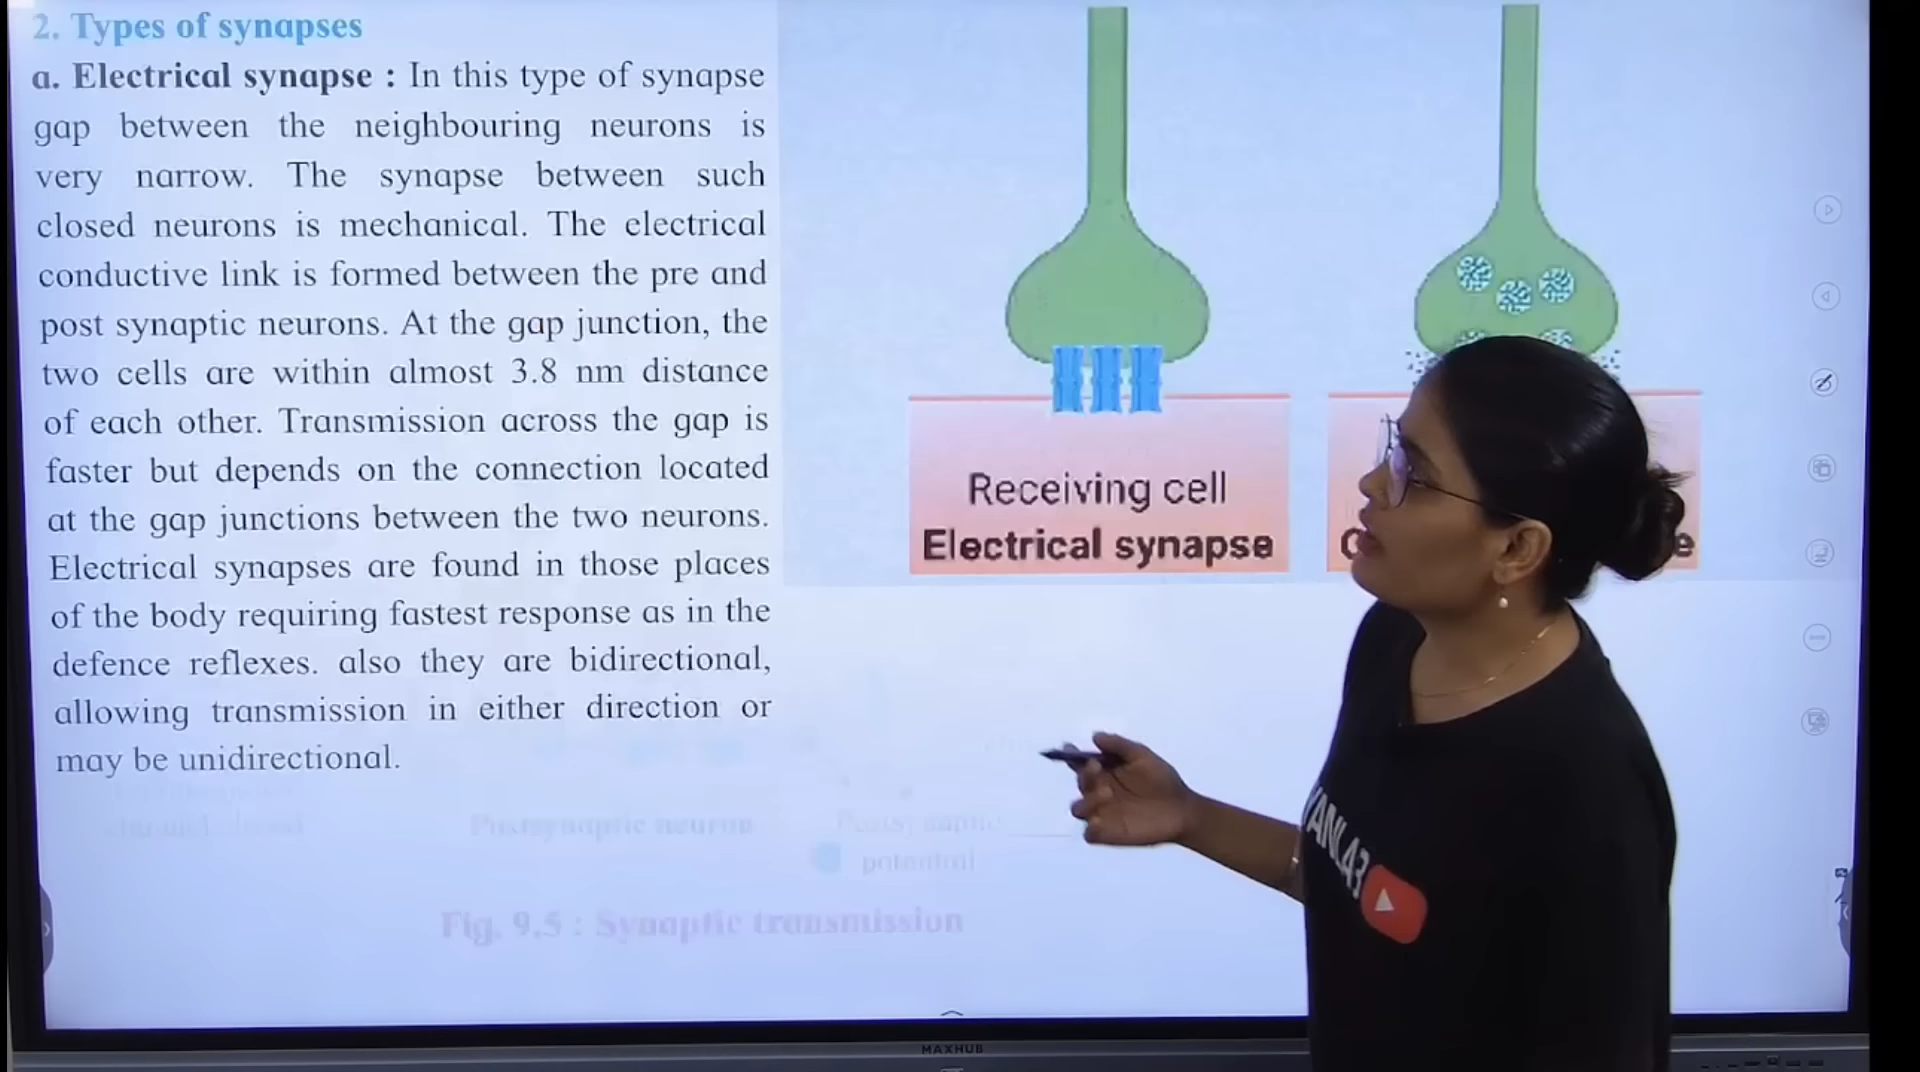 2. Types of synapses
a. Electrical synapse : In this type of synapse
gap between the neighbouring neurons is
very narrow. The synapse between such
closed neurons is mechanical. The electrical
conductive link is formed between the pre and
post synaptic neurons. At the gap junction, the
two cells are within almost 3.8 nm distance
of each other. Transmission across the gap is
faster but depends on the connection located
at the gap junctions between the two neurons.
Electrical synapses are found in those places
of the body requiring fastest response as in the
defence reflexes. also they are bidirectional,
allowing transmission in either direction or
may be unidirectional.
Receiving cell
Electrical synapse
Postsynaptic neuron
potential
Fig. 9.5 : Synaptic transmission
MAXHUB